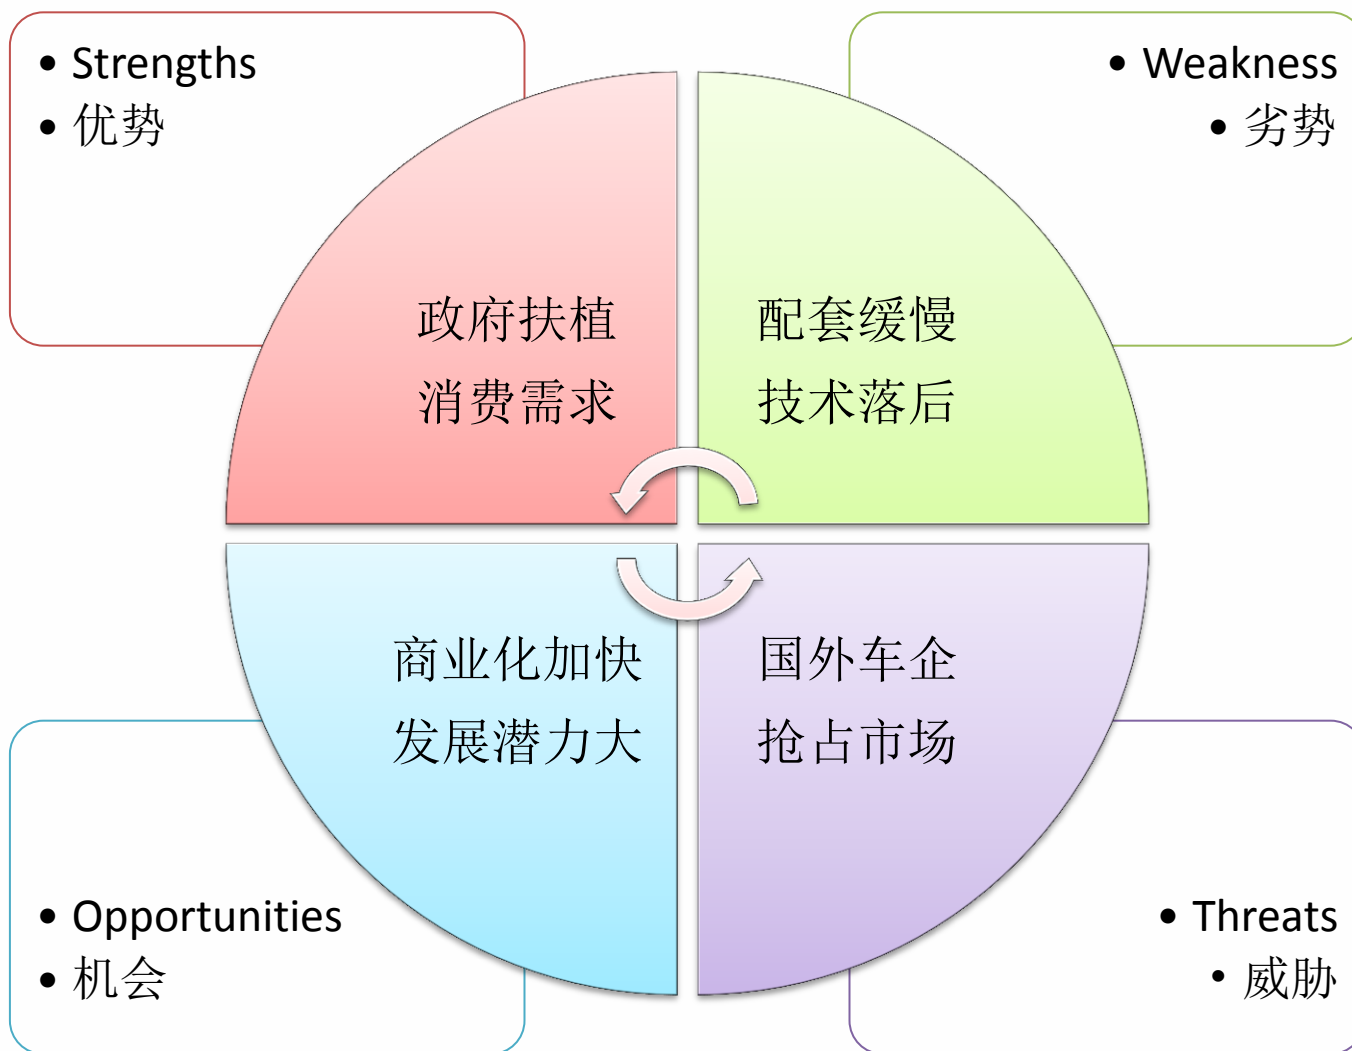 • Strengths
• 优势
• Weakness
• 劣势
政府扶植
消费需求
配套缓慢
技术落后
商业化加快
发展潜力大
国外车企
抢占市场
• Opportunities
• 机会
• Threats
• 威胁